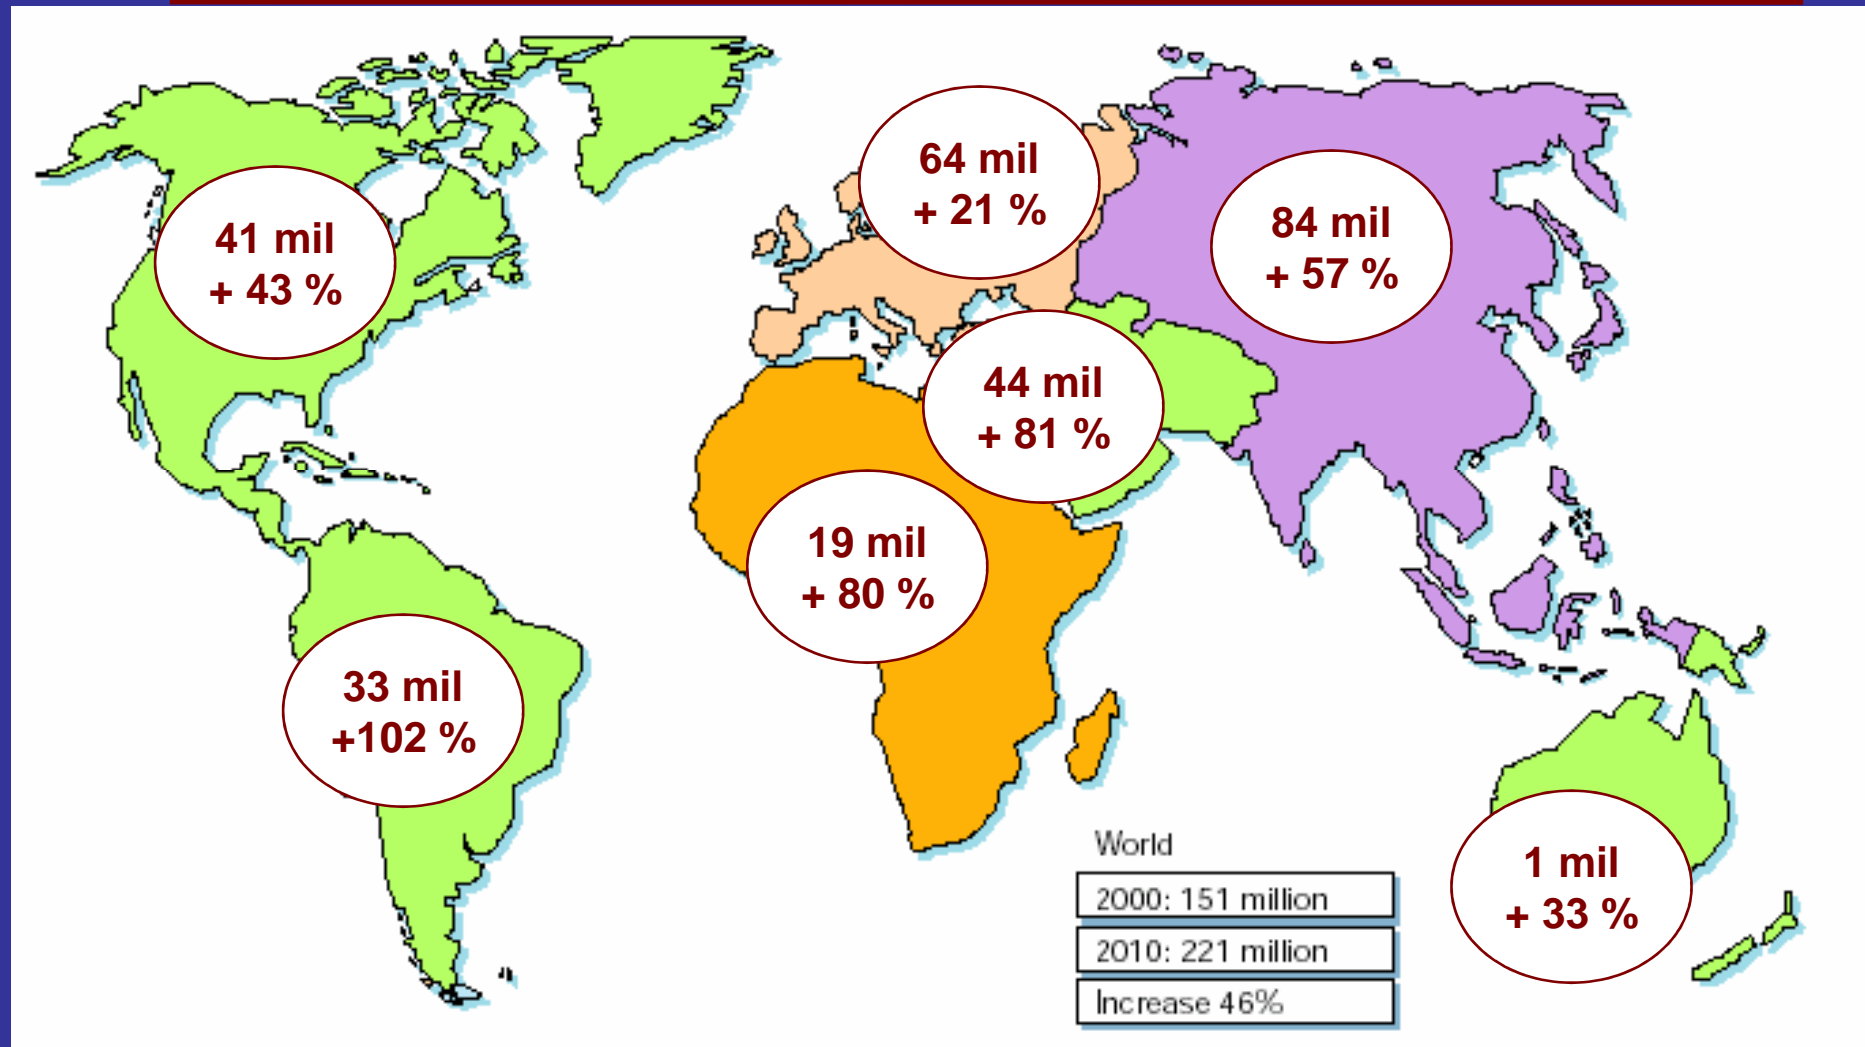 64 mil
+ 21 %
84 mil
+ 57 %
41 mil
+ 43 %
44 mil
+ 81 %
19 mil
+ 80 %
33 mil
+102 %
1 mil
+ 33 %
World
2000: 151 million
2010: 221 million
Increase 46%